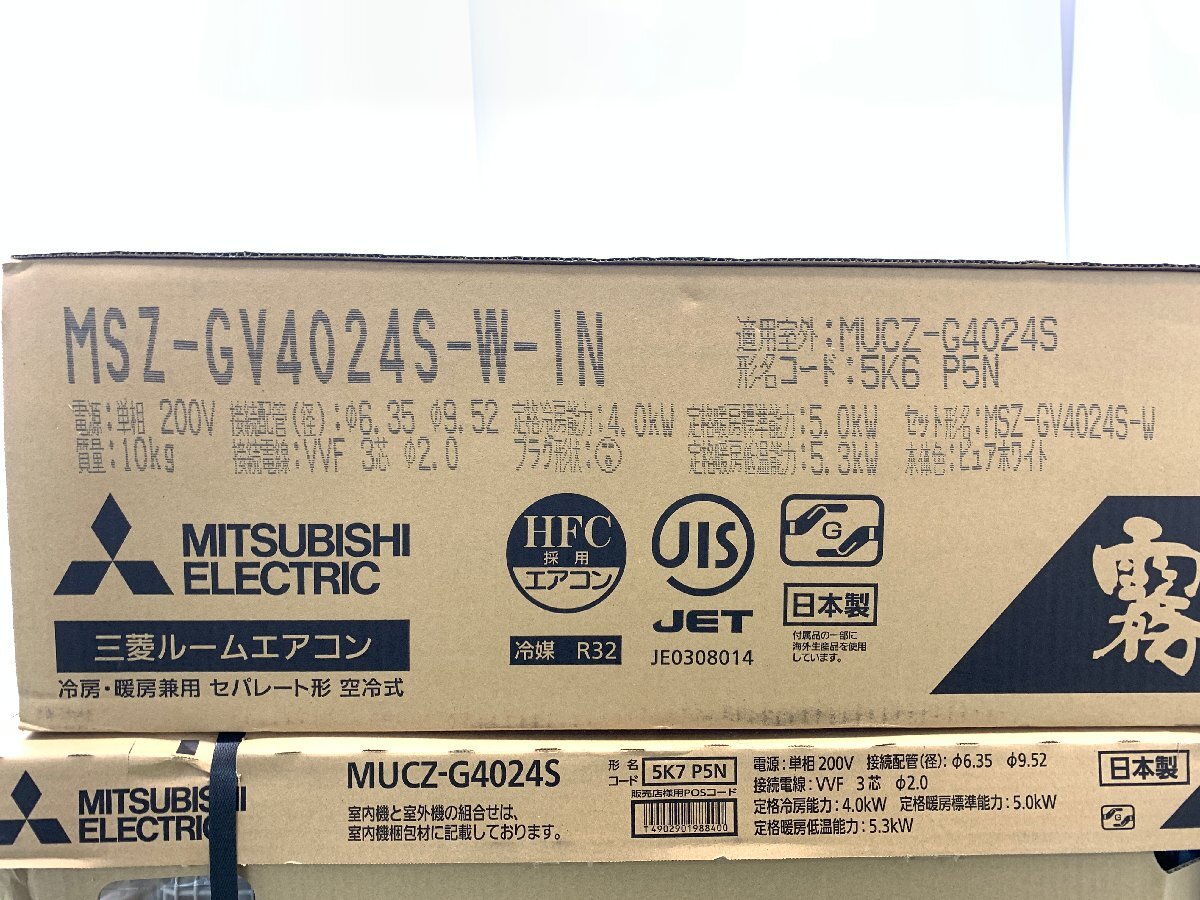 MSZ-GV4024S-W-IN
適用室外:MUCZ-G4024S
形名コード:5K6 P5N
電源:単相 200V 接続配管(径):φ6.35 φ9.52 定格冷房能力:4.0kW 定格暖房標準能力:5.0kW セット形名:MSZ-GV4024S-W
質量:10kg 接続電線:VVF 3芯 φ2.0 プラグ形状: 定格暖房低温能力:5.3kW 本体色:ピュアホワイト
MITSUBISHI
ELECTRIC
三菱ルームエアコン
冷房・暖房兼用 セパレート形 空冷式
HFC
採用
エアコン
冷媒 R32
JIS
JET
JE0308014
G
日本製
付属品の一部に
海外生産品を使用
しています。
霧
MITSUBISHI
ELECTRIC
MUCZ-G4024S
室内機と室外機の組合せは、
室内機梱包材に記載しております。
形名
コード
5K7 P5N
販売店様用POSコード
T4902901988400
電源:単相 200V 接続配管(径):φ6.35 φ9.52
接続電線:VVF 3芯 φ2.0
定格冷房能力:4.0kW 定格暖房標準能力:5.0kW
定格暖房低温能力:5.3kW
日本製
G